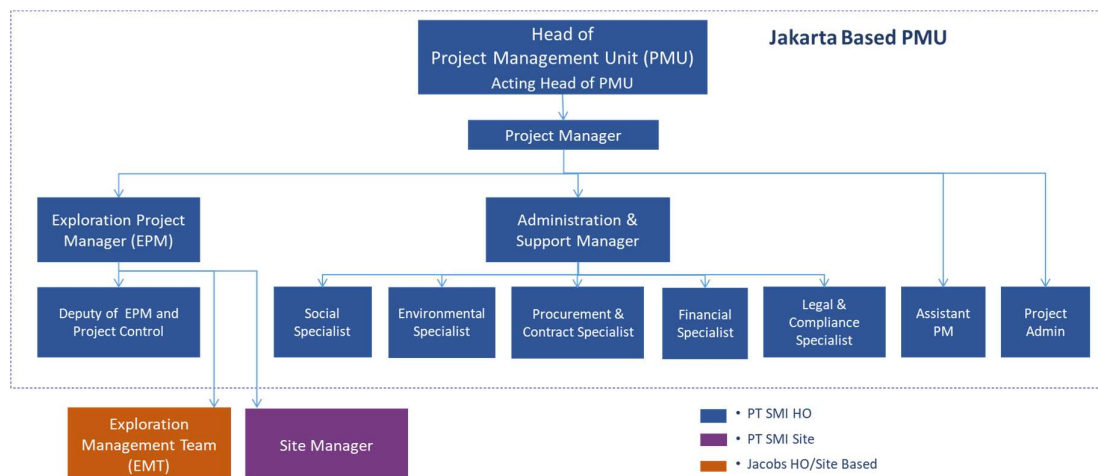 Jakarta Based PMU
Head of
Project Management Unit (PMU)
Acting Head of PMU
Project Manager
Exploration Project
Manager (EPM)
Administration &
Support Manager
Deputy of EPM and
Project Control
Social
Specialist
Environmental
Specialist
Procurement &
Contract Specialist
Financial
Specialist
Legal &
Compliance
Specialist
Assistant
PM
Project
Admin
Exploration
Management Team
(EMT)
Site Manager
• PT SMI HO
• PT SMI Site
• Jacobs HO/Site Based